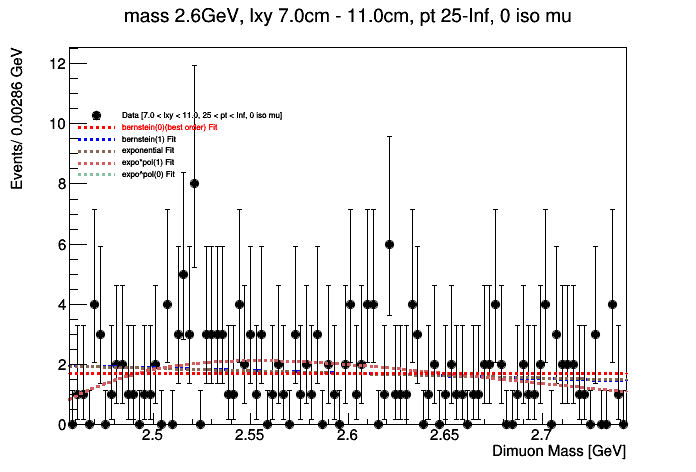 mass 2.6GeV, lxy 7.0cm - 11.0cm, pt 25-Inf, 0 iso mu
Events/ 0.00286 GeV
12
10
8
6
4
2
0
Data [7.0 < lxy < 11.0, 25 < pt < Inf, 0 iso mu]
bernstein(0)(best order) Fit
bernstein(1) Fit
exponential Fit
expo*pol(1) Fit
expo^pol(0) Fit
2.5 2.55 2.6 2.65 2.7
Dimuon Mass [GeV]